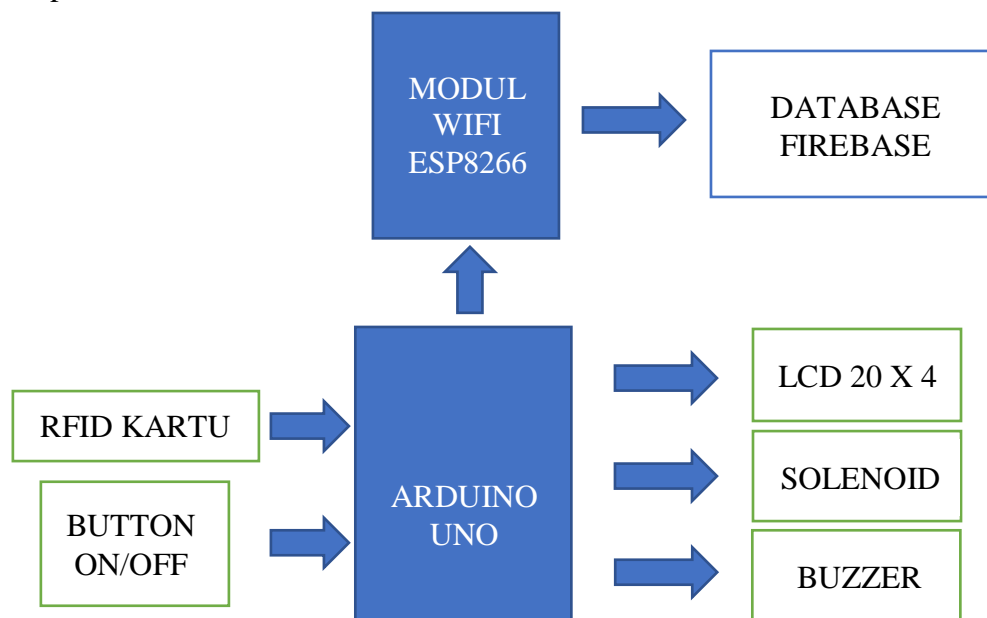 MODUL
WIFI
ESP8266
DATABASE
FIREBASE
RFID KARTU
BUTTON
ON/OFF
ARDUINO
UNO
LCD 20 X 4
SOLENOID
BUZZER